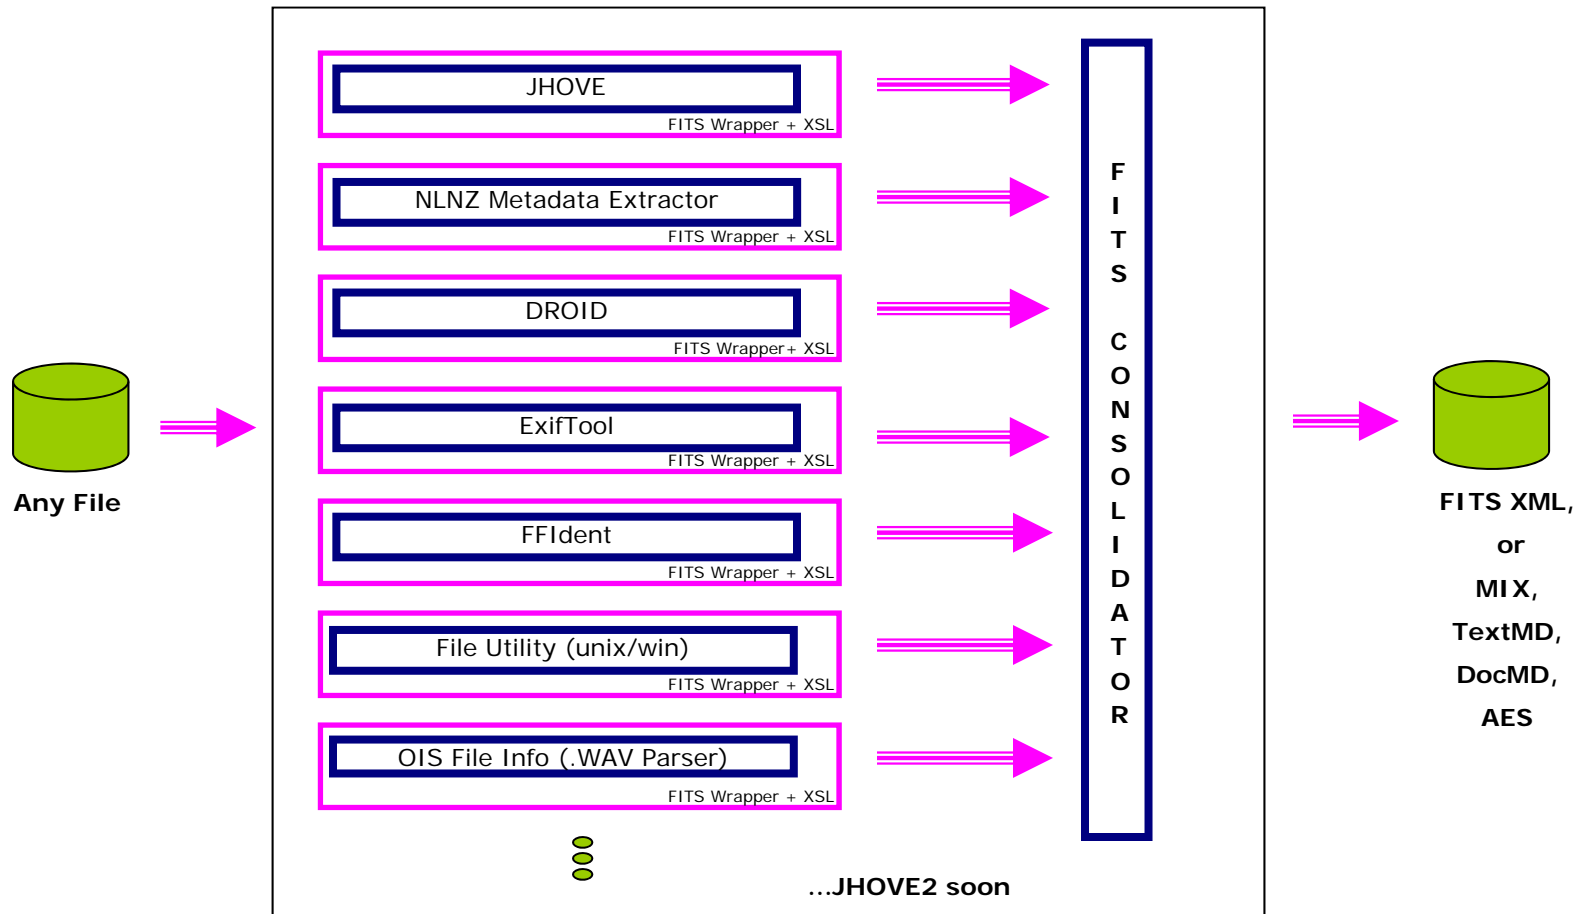 Any File
JHOVE
FITS Wrapper + XSL
NLNZ Metadata Extractor
FITS Wrapper + XSL
DROID
FITS Wrapper+ XSL
ExifTool
FITS Wrapper + XSL
FFIdent
FITS Wrapper + XSL
File Utility (unix/win)
FITS Wrapper + XSL
OIS File Info (.WAV Parser)
FITS Wrapper + XSL
...JHOVE2 soon
FITS CONSOLIDATOR
FITS XML,
or
MIX,
TextMD,
DocMD,
AES